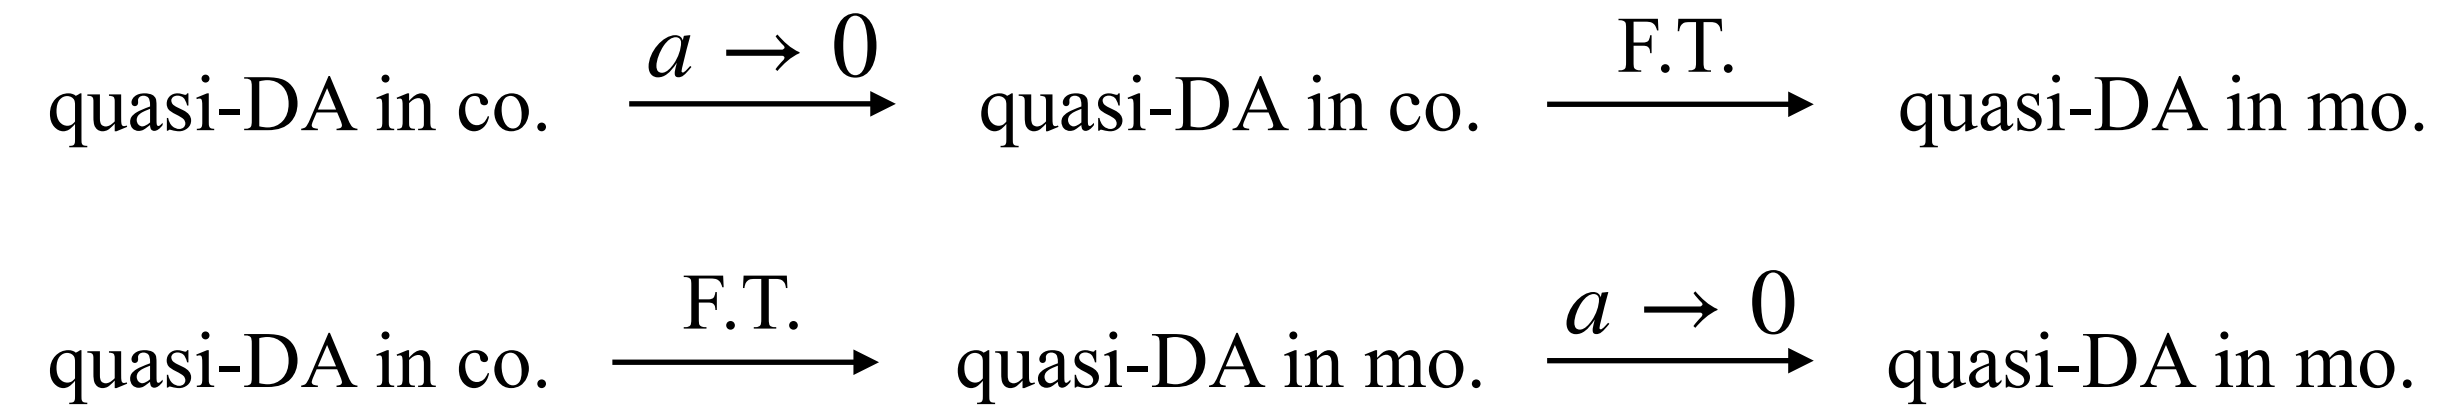 a → 0 F.T.
quasi-DA in co. quasi-DA in co. quasi-DA in mo.
F.T. a → 0
quasi-DA in co. quasi-DA in mo. quasi-DA in mo.